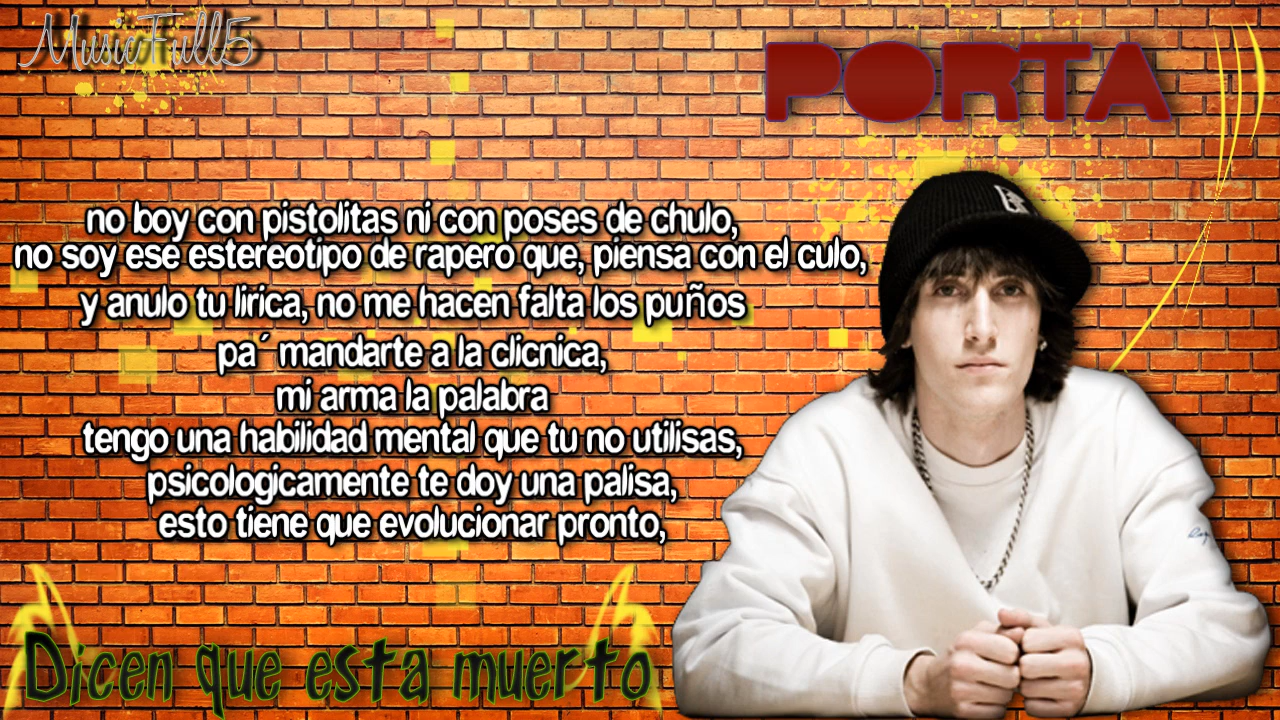 MusicFull5
PORTA
no boy con pistolitas ni con poses de chulo,
no soy ese estereotipo de rapero que, piensa con el culo,
y anulo tu lirica, no me hacen falta los puños
pa´ mandarte a la clicnica,
mi arma la palabra
tengo una habilidad mental que tu no utilisas,
psicologicamente te doy una palisa,
esto tiene que evolucionar pronto,
Dicen que esta muerto